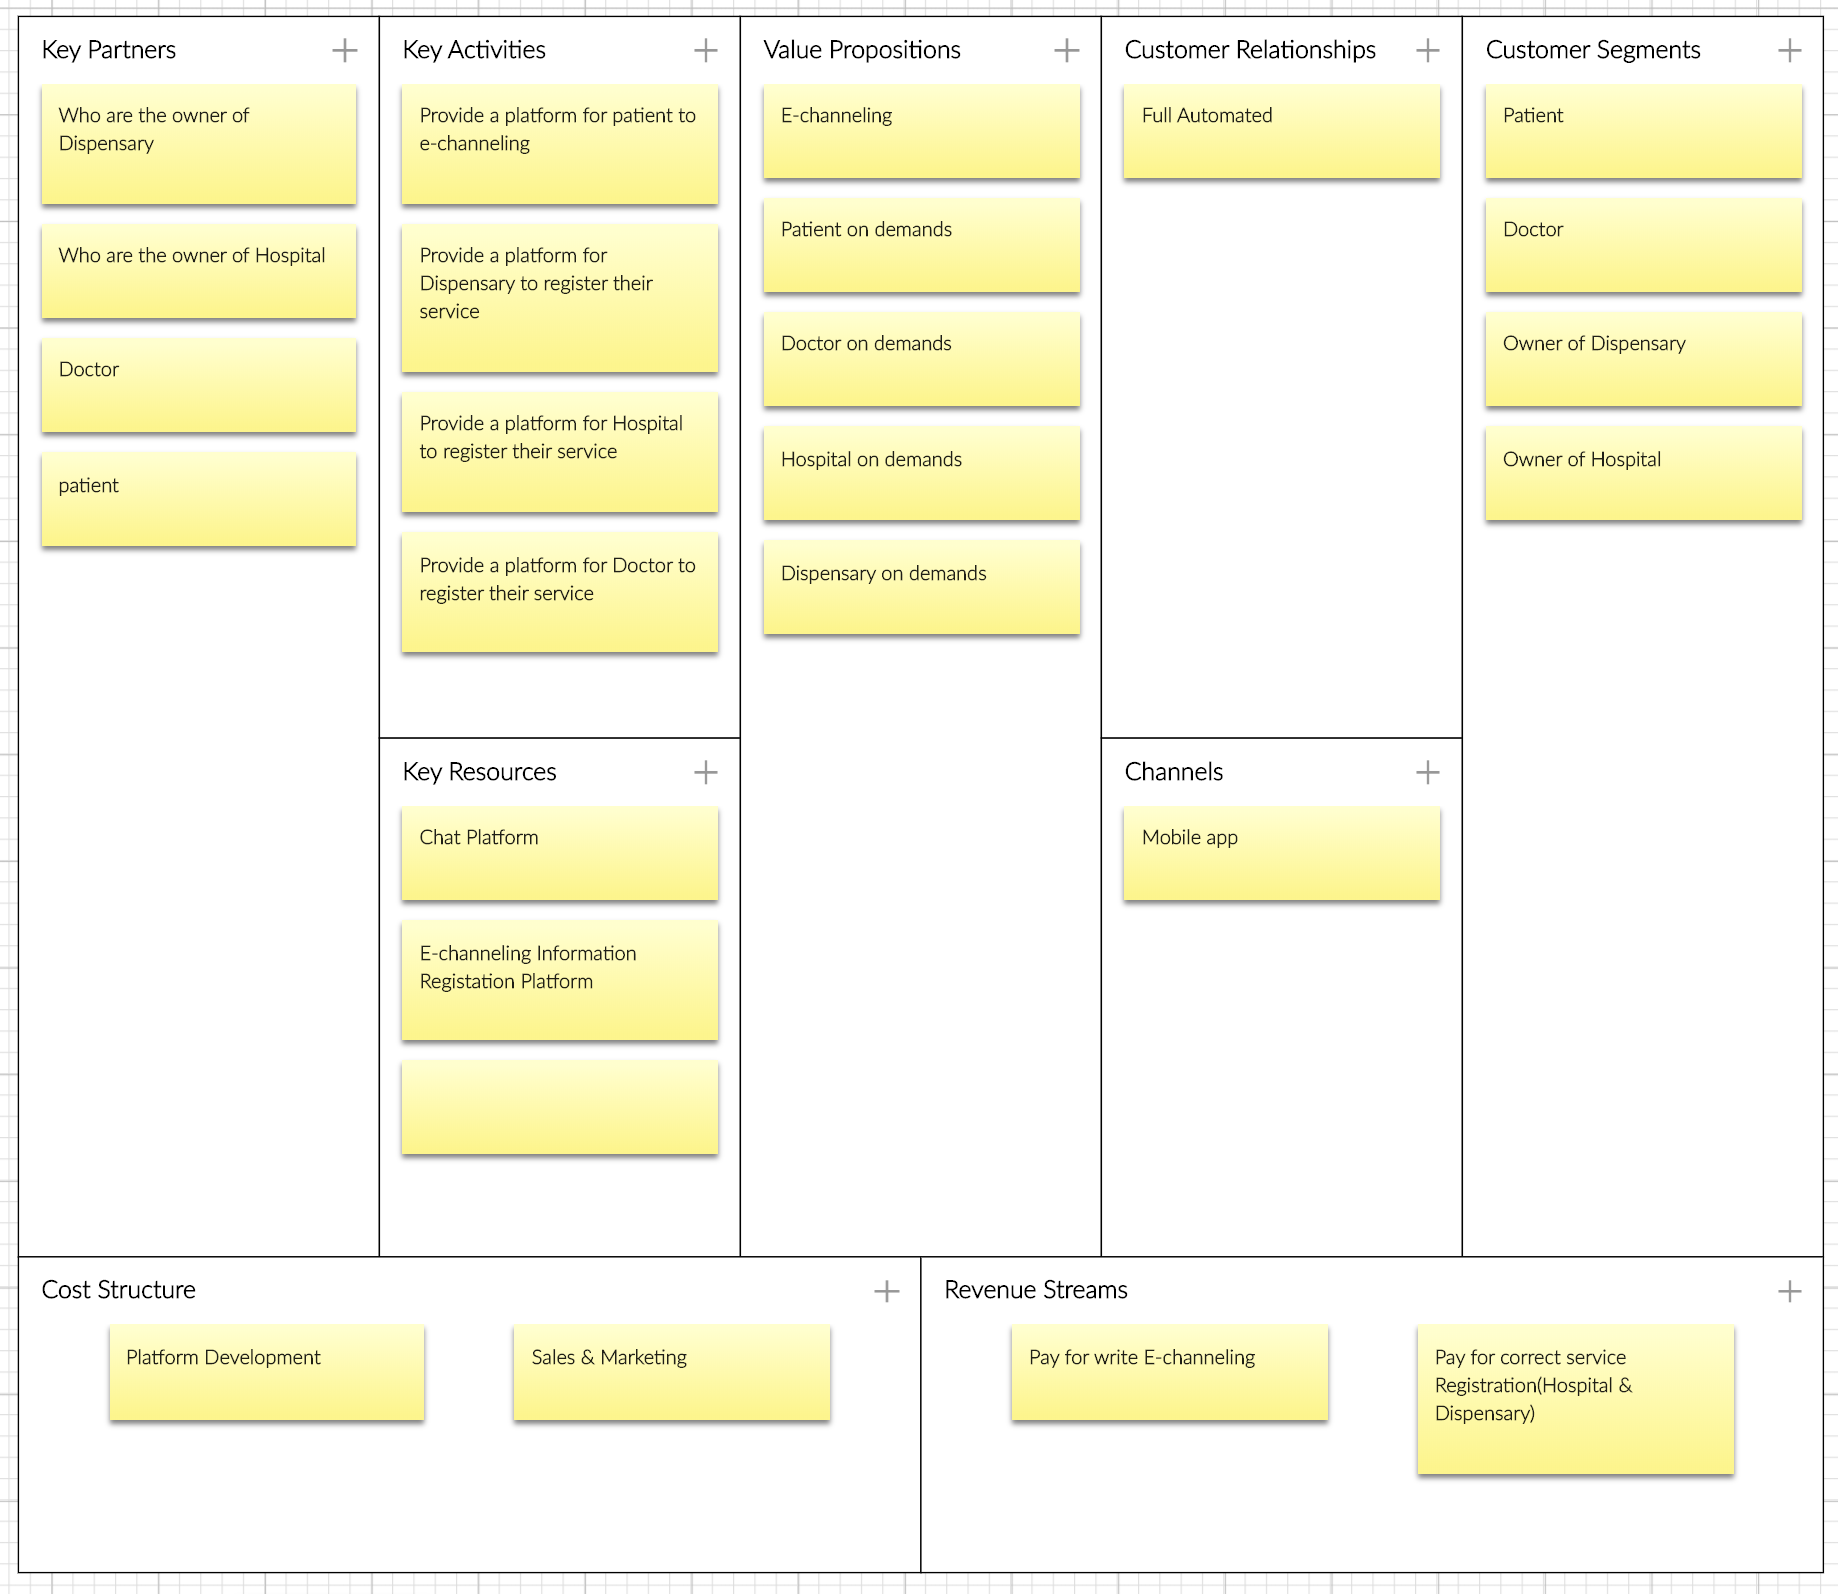 Key Partners
Who are the owner of
Dispensary
Who are the owner of Hospital
Doctor
patient
Key Activities
Provide a platform for patient to
e-channeling
Provide a platform for
Dispensary to register their
service
Provide a platform for Hospital
to register their service
Provide a platform for Doctor to
register their service
Key Resources
Chat Platform
E-channeling Information
Registation Platform
Value Propositions
E-channeling
Patient on demands
Doctor on demands
Hospital on demands
Dispensary on demands
Customer Relationships
Full Automated
Channels
Mobile app
Customer Segments
Patient
Doctor
Owner of Dispensary
Owner of Hospital
Cost Structure
Platform Development
Sales & Marketing
Revenue Streams
Pay for write E-channeling
Pay for correct service
Registration(Hospital &
Dispensary)